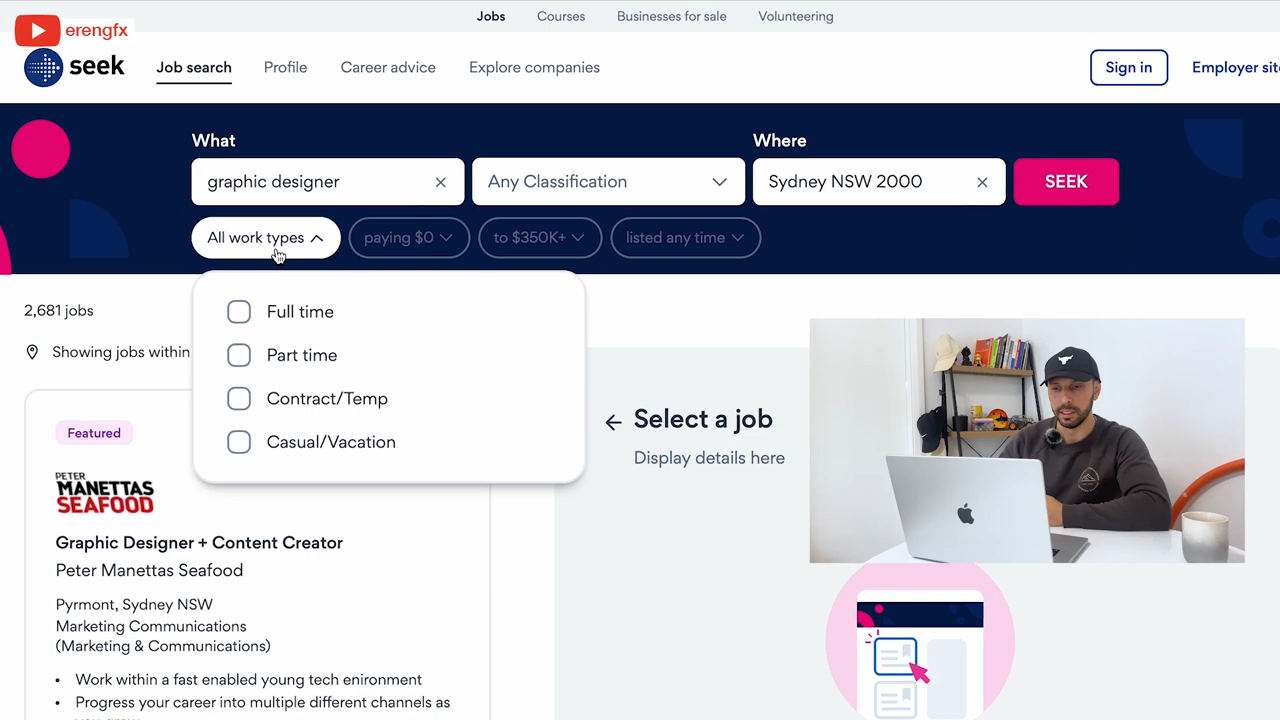 Jobs
Courses
Businesses for sale
Volunteering
erengfx
seek
Job search
Profile
Career advice
Explore companies
Sign in
Employer sit
What
Where
graphic designer
Any Classification
Sydney NSW 2000
SEEK
All work types
paying $0
to $350K+
listed any time
Full time
Part time
Contract/Temp
Casual/Vacation
2,681 jobs
Showing jobs within
Select a job
Display details here
Featured
PETER
MANETTAS
SEAFOOD
Graphic Designer + Content Creator
Peter Manettas Seafood
Pyrmont, Sydney NSW
Marketing Communications
(Marketing & Communications)
• Work within a fast enabled young tech enironment
• Progress your career into multiple different channels as